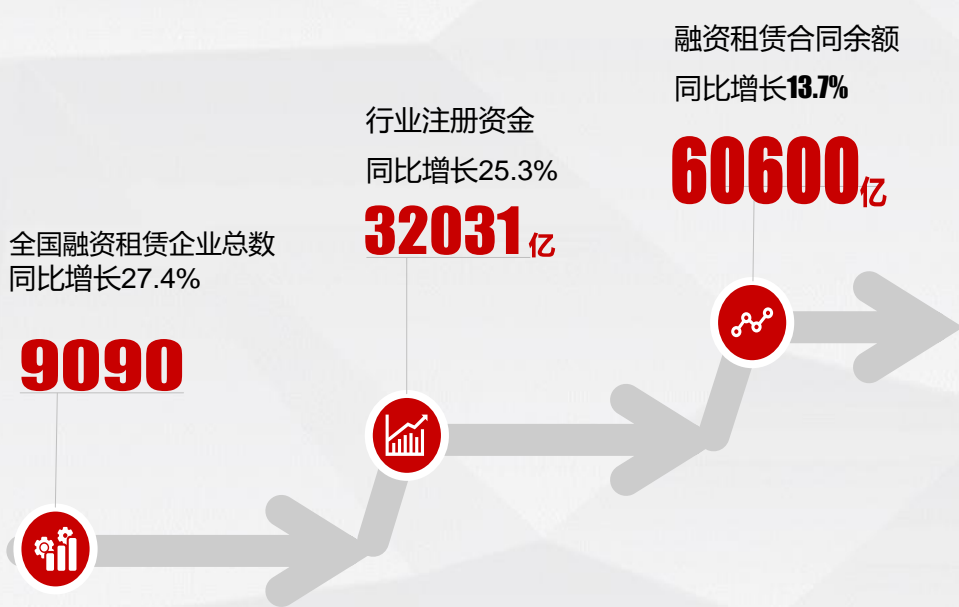 融资租赁合同余额
同比增长13.7%
60600亿
行业注册资金
同比增长25.3%
32031亿
全国融资租赁企业总数
同比增长27.4%
9090